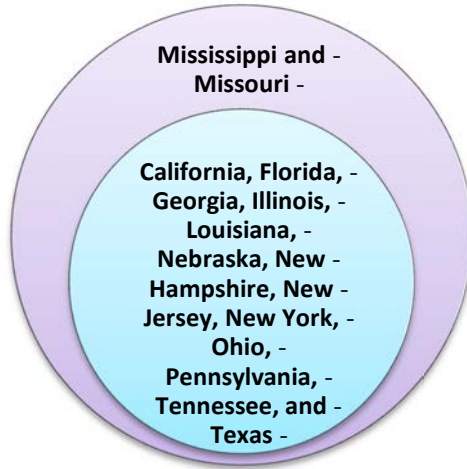 Mississippi and -
Missouri -
California, Florida, -
Georgia, Illinois, -
Louisiana, -
Nebraska, New -
Hampshire, New -
Jersey, New York, -
Ohio, -
Pennsylvania, -
Tennessee, and -
Texas -